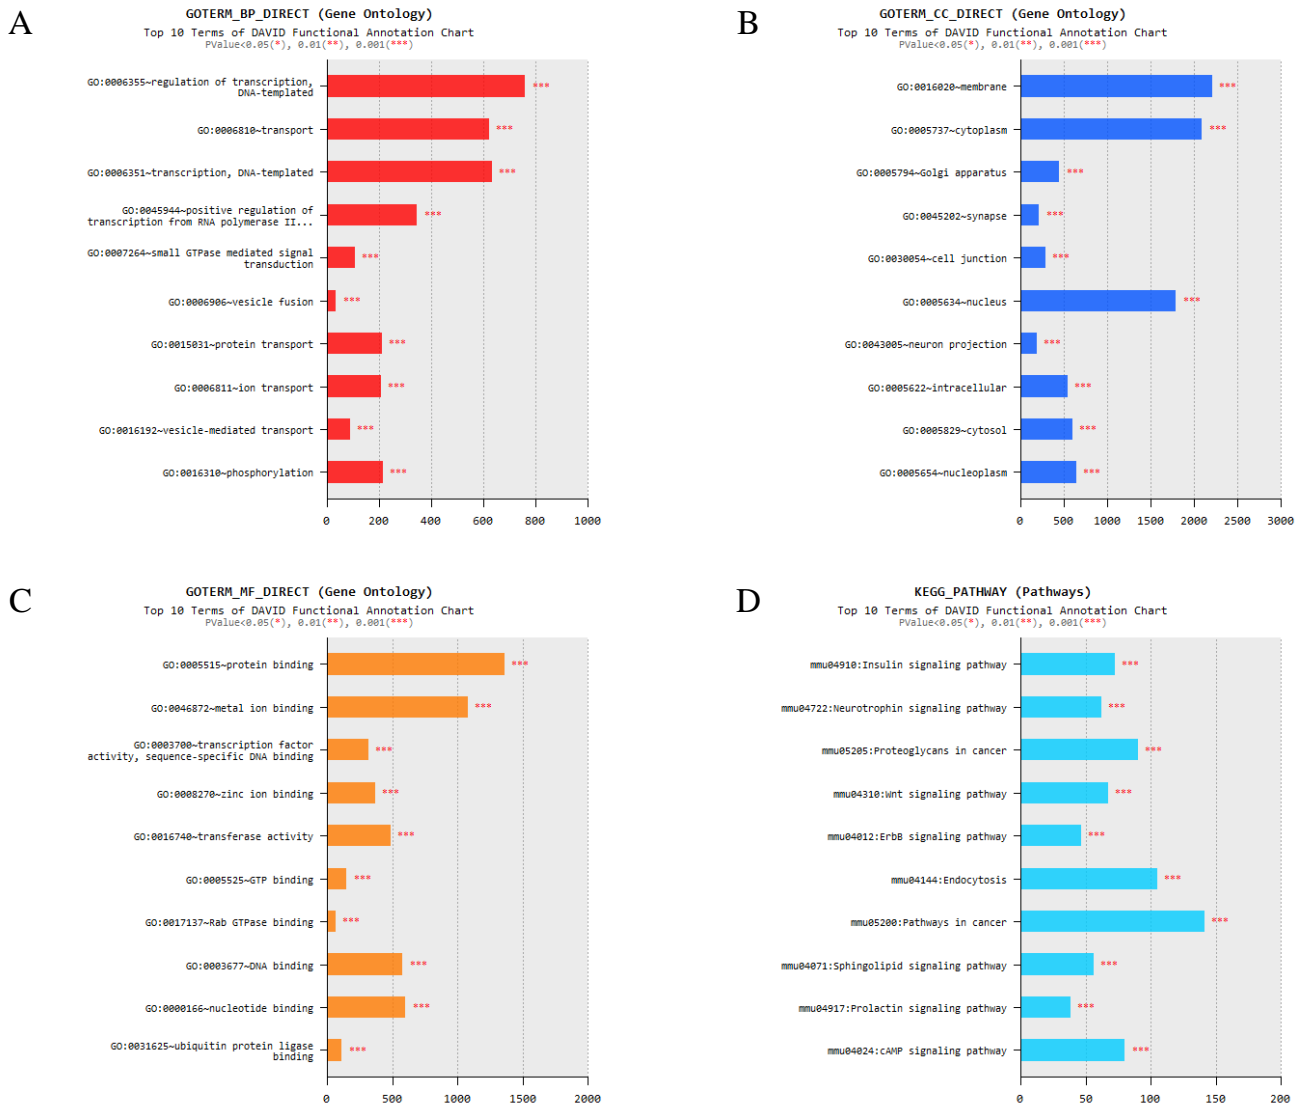 A
GOTERM_BP_DIRECT (Gene Ontology)
Top 10 Terms of DAVID Functional Annotation Chart
PValue<0.05(*), 0.01(**), 0.001(***)
GO:0006355~regulation of transcription,
DNA-templated
***
GO:0006810~transport
***
GO:0006351~transcription, DNA-templated
***
GO:0045944~positive regulation of
transcription from RNA polymerase II...
***
GO:0007264~small GTPase mediated signal
transduction
***
GO:0006906~vesicle fusion
***
GO:0015031~protein transport
***
GO:0006811~ion transport
***
GO:0016192~vesicle-mediated transport
***
GO:0016310~phosphorylation
***
0 200 400 600 800 1000
B
GOTERM_CC_DIRECT (Gene Ontology)
Top 10 Terms of DAVID Functional Annotation Chart
PValue<0.05(*), 0.01(**), 0.001(***)
GO:0016020~membrane
***
GO:0005737~cytoplasm
***
GO:0005794~Golgi apparatus
***
GO:0045202~synapse
***
GO:0030054~cell junction
***
GO:0005634~nucleus
***
GO:0043005~neuron projection
***
GO:0005622~intracellular
***
GO:0005829~cytosol
***
GO:0005654~nucleoplasm
***
0 500 1000 1500 2000 2500 3000
C
GOTERM_MF_DIRECT (Gene Ontology)
Top 10 Terms of DAVID Functional Annotation Chart
PValue<0.05(*), 0.01(**), 0.001(***)
GO:0005515~protein binding
***
GO:0046872~metal ion binding
***
GO:0003700~transcription factor
activity, sequence-specific DNA binding
***
GO:0008270~zinc ion binding
***
GO:0016740~transferase activity
***
GO:0005525~GTP binding
***
GO:0017137~Rab GTPase binding
***
GO:0003677~DNA binding
***
GO:0000166~nucleotide binding
***
GO:0031625~ubiquitin protein ligase
binding
***
0 500 1000 1500 2000
D
KEGG_PATHWAY (Pathways)
Top 10 Terms of DAVID Functional Annotation Chart
PValue<0.05(*), 0.01(**), 0.001(***)
mmu04910:Insulin signaling pathway
***
mmu04722:Neurotrophin signaling pathway
***
mmu05205:Proteoglycans in cancer
***
mmu04310:Wnt signaling pathway
***
mmu04012:ErbB signaling pathway
***
mmu04144:Endocytosis
***
mmu05200:Pathways in cancer
***
mmu04071:Sphingolipid signaling pathway
***
mmu04917:Prolactin signaling pathway
***
mmu04024:cAMP signaling pathway
***
0 50 100 150 200